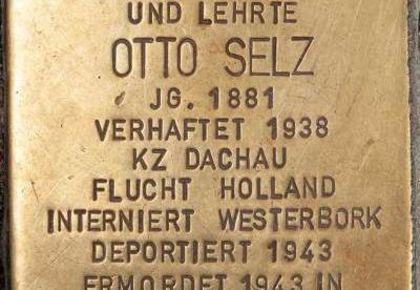 UND LEHRTE
OTTO SELZ
JG. 1881
VERHAFTET 1938
KZ DACHAU
FLUCHT HOLLAND
INTERNIERT WESTERBORK
DEPORTIERT 1943
ERMORDET 1943 IN